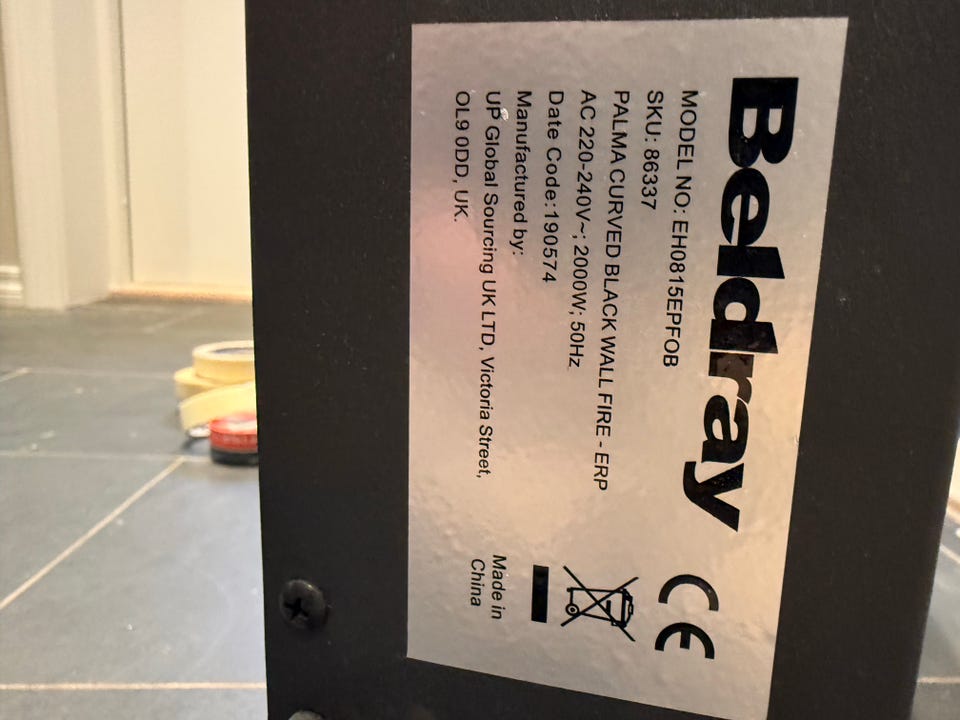 Beldray
MODEL NO: EH0815EPFOB
SKU: 86337
PALMA CURVED BLACK WALL FIRE - ERP
AC 220-240V~; 2000W; 50Hz
Date Code:190574
Manufactured by:
UP Global Sourcing UK LTD, Victoria Street,
OL9 0DD, UK.
CE
Made in
China